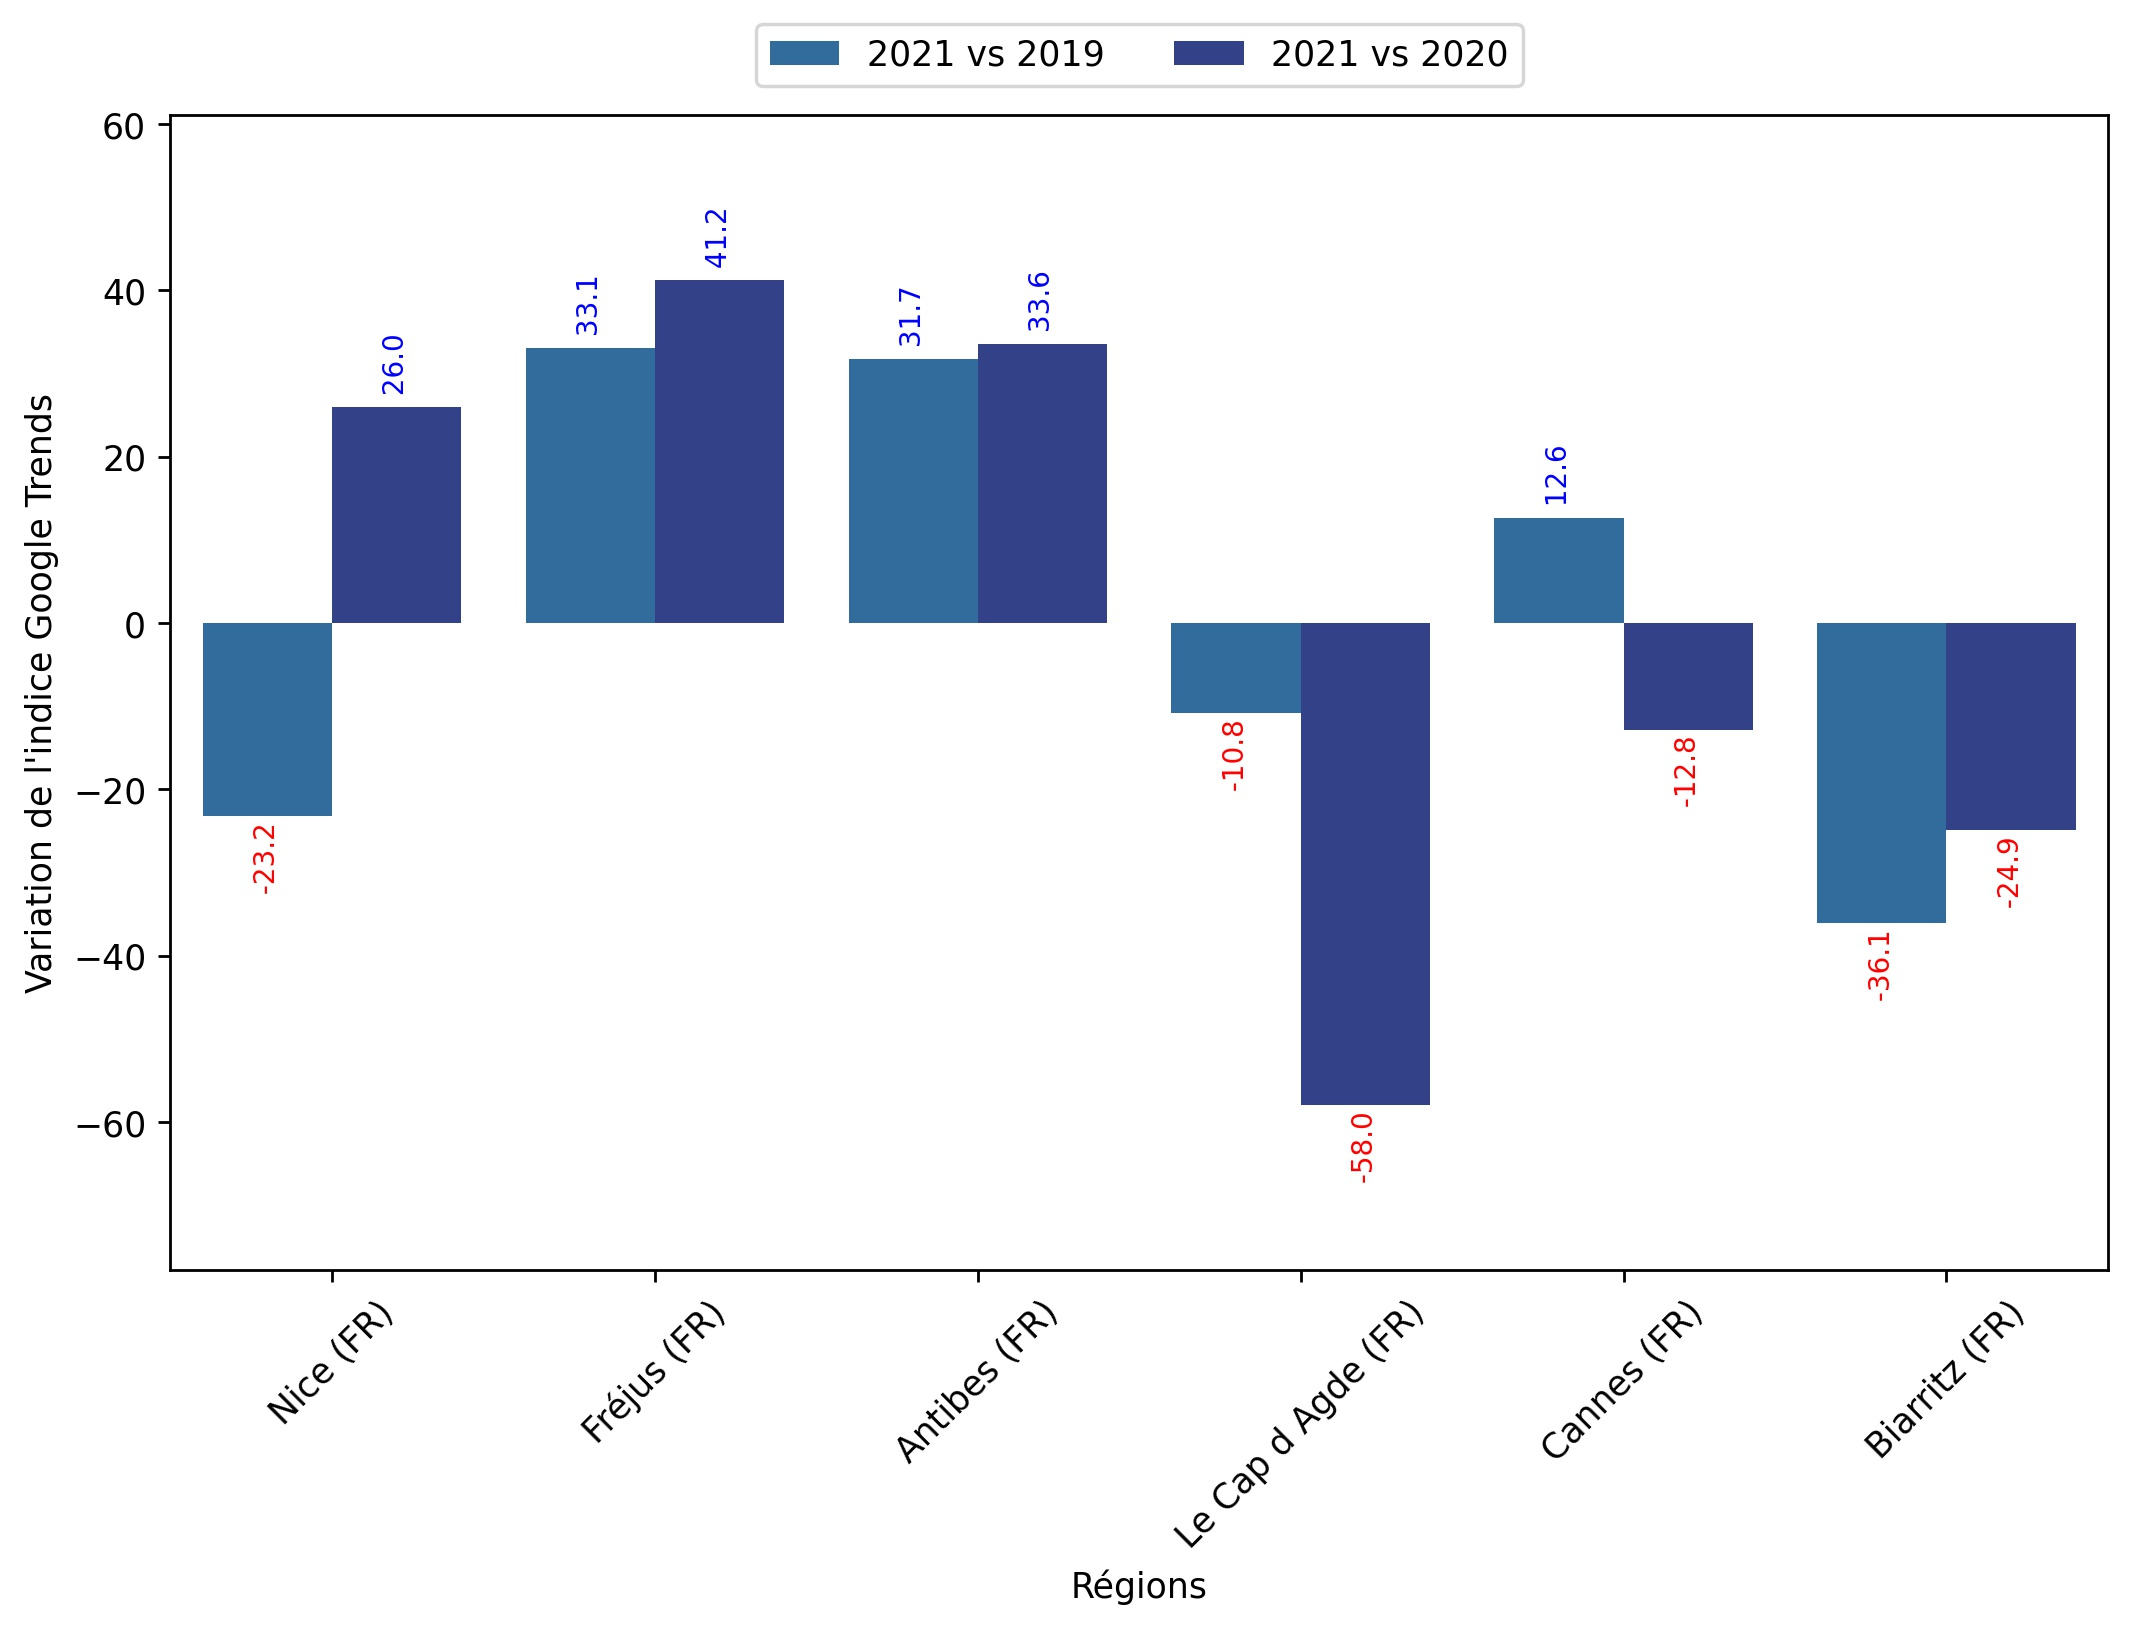 2021 vs 2019
2021 vs 2020
Variation de l'indice Google Trends
60
40
20
0
−20
−40
−60
-23.2
26.0
33.1
41.2
31.7
33.6
-10.8
-58.0
12.6
-12.8
-36.1
-24.9
Nice (FR)
Fréjus (FR)
Antibes (FR)
Le Cap d Agde (FR)
Cannes (FR)
Biarritz (FR)
Régions